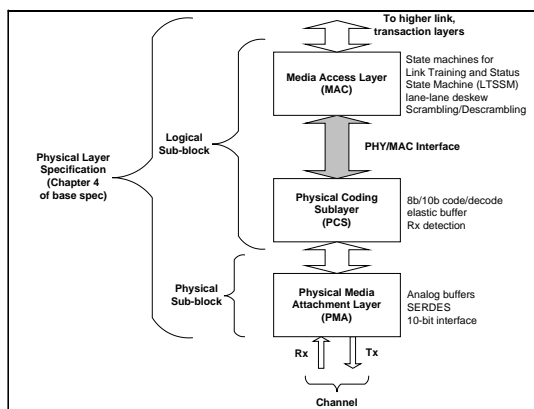 To higher link,
transaction layers
Media Access Layer
(MAC)
State machines for
Link Training and Status
State Machine (LTSSM)
lane-lane deskew
Scrambling/Descrambling
Logical
Sub-block
PHY/MAC Interface
Physical Layer
Specification
(Chapter 4
of base spec)
Physical Coding
Sublayer
(PCS)
8b/10b code/decode
elastic buffer
Rx detection
Physical
Sub-block
Physical Media
Attachment Layer
(PMA)
Analog buffers
SERDES
10-bit interface
Rx
Tx
Channel